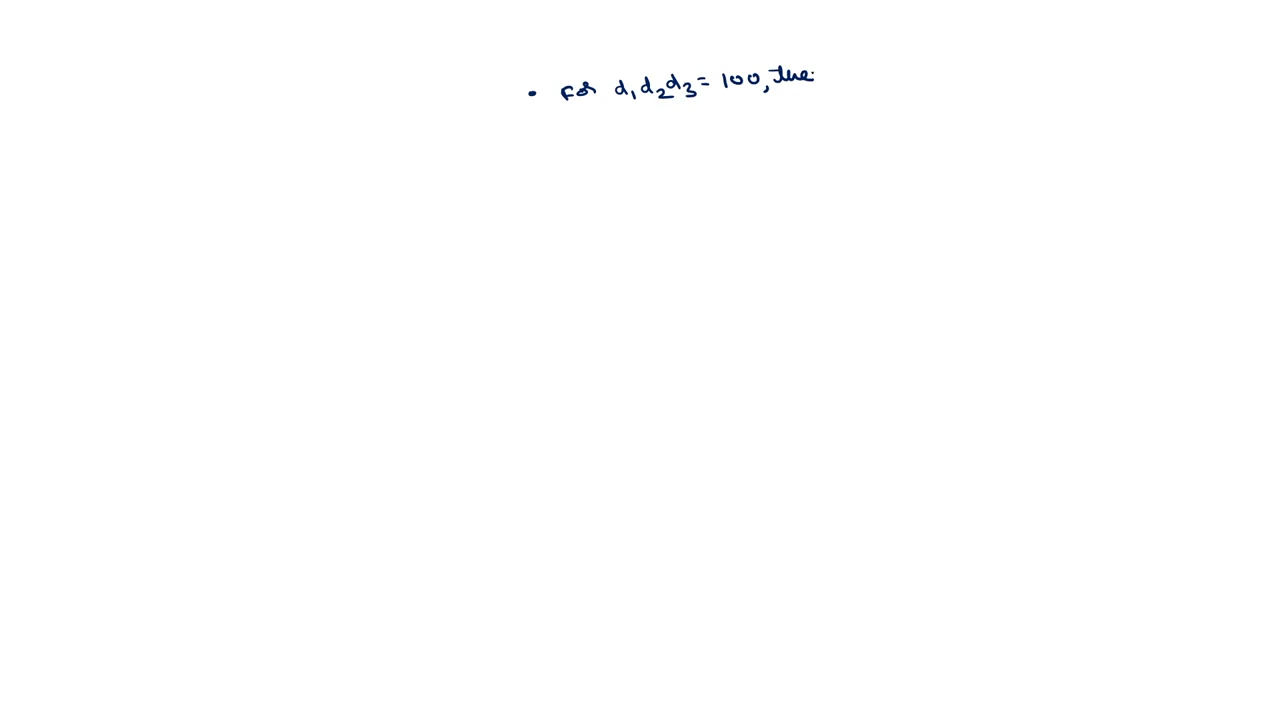 • For d₁d₂d₃ = 100, the